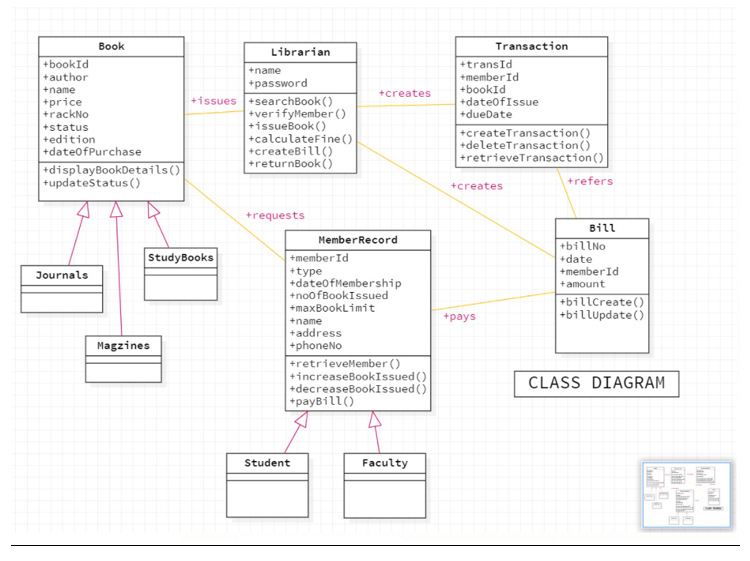 Book
+bookId
+author
+name
+price
+rackNo
+status
+edition
+dateOfPurchase
+displayBookDetails()
+updateStatus()
+issues
Librarian
+name
+password
+searchBook()
+verifyMember()
+issueBook()
+calculateFine()
+createBill()
+returnBook()
+creates
Transaction
+transId
+memberId
+bookId
+dateOfIssue
+dueDate
+createTransaction()
+deleteTransaction()
+retrieveTransaction()
+creates
+refers
+requests
Journals
StudyBooks
Magzines
MemberRecord
+memberId
+type
+dateOfMembership
+noOfBookIssued
+maxBookLimit
+name
+address
+phoneNo
+retrieveMember()
+increaseBookIssued()
+decreaseBookIssued()
+payBill()
+pays
Bill
+billNo
+date
+memberId
+amount
+billCreate()
+billUpdate()
CLASS DIAGRAM
Student
Faculty